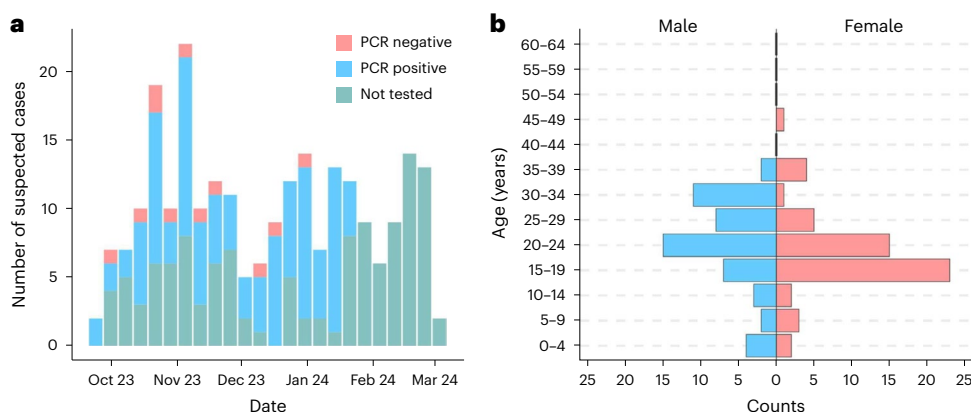 a
Number of suspected cases
20
15
10
5
0
PCR negative
PCR positive
Not tested
Oct 23 Nov 23 Dec 23 Jan 24 Feb 24 Mar 24
Date
b
Male Female
Age (years)
60–64
55–59
50–54
45–49
40–44
35–39
30–34
25–29
20–24
15–19
10–14
5–9
0–4
25 20 15 10 5 0 5 10 15 20 25
Counts